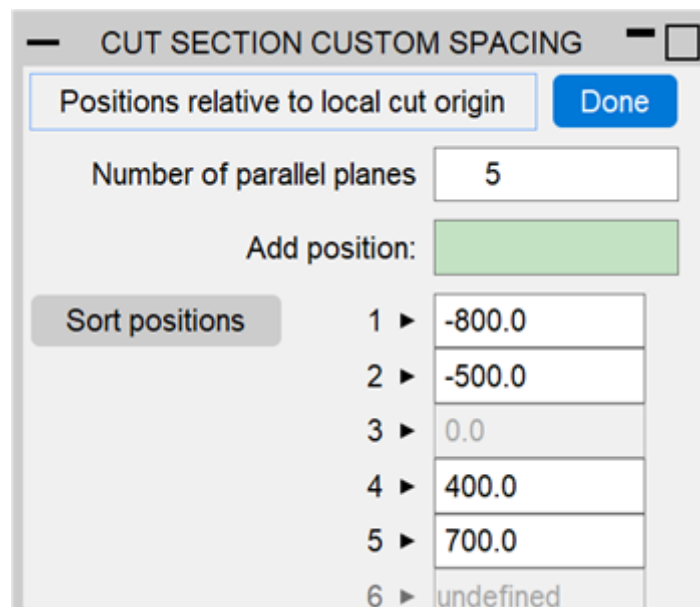 CUT SECTION CUSTOM SPACING
Positions relative to local cut origin Done
Number of parallel planes 5
Add position:
Sort positions 1 ► -800.0
2 ► -500.0
3 ► 0.0
4 ► 400.0
5 ► 700.0
6 ► undefined